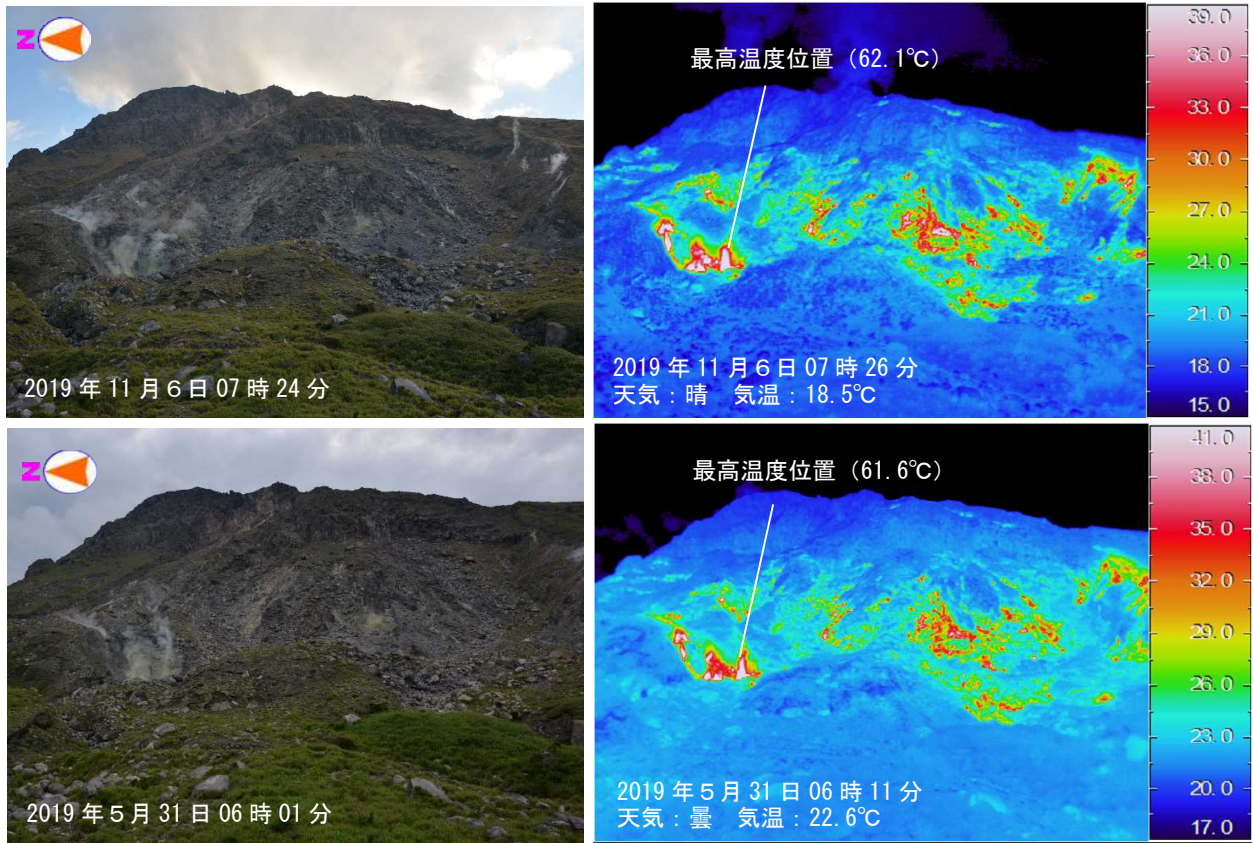 N
2019年11月6日07時24分
最高温度位置（62.1℃）
2019年11月6日07時26分
天気：晴　気温：18.5℃
39.0
36.0
33.0
30.0
27.0
24.0
21.0
18.0
15.0
N
2019年5月31日06時01分
最高温度位置（61.6℃）
2019年5月31日06時11分
天気：曇　気温：22.6℃
41.0
38.0
35.0
32.0
29.0
26.0
23.0
20.0
17.0